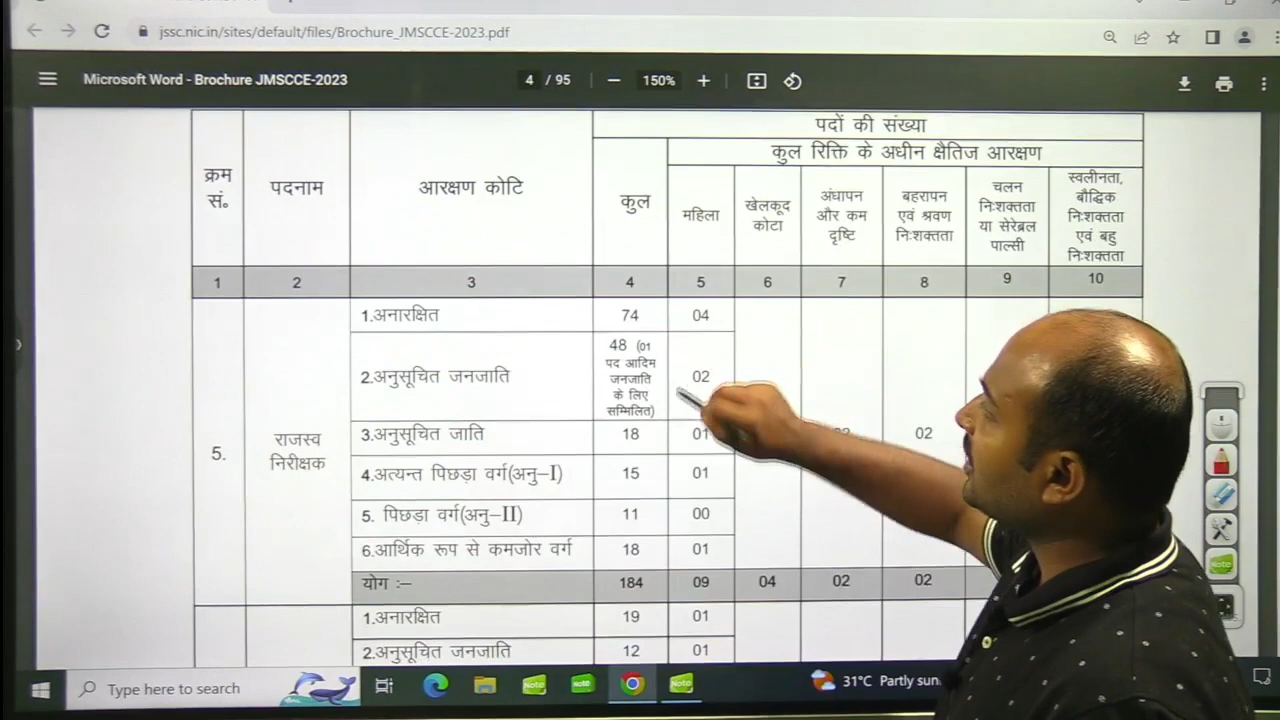 jssc.nic.in/sites/default/files/Brochure_JMSCCE-2023.pdf
Microsoft Word - Brochure JMSCCE-2023
4 / 95
150%
पदों की संख्या
कुल रिक्ति के अधीन क्षैतिज आरक्षण
क्रम सं॰
पदनाम
आरक्षण कोटि
कुल
महिला
खेलकूद कोटा
अंधापन और कम दृष्टि
बहरापन एवं श्रवण निःशक्तता
चलन निःशक्तता या सेरेब्रल पाल्सी
स्वलीनता, बौद्धिक निःशक्तता एवं बहु निःशक्तता
1 2 3 4 5 6 7 8 9 10
5.
राजस्व निरीक्षक
1.अनारक्षित 74 04
2.अनुसूचित जनजाति 48 (01 पद आदिम जनजाति के लिए सम्मिलित) 02
3.अनुसूचित जाति 18 01 02
4.अत्यन्त पिछड़ा वर्ग(अनु–I) 15 01
5. पिछड़ा वर्ग(अनु–II) 11 00
6.आर्थिक रूप से कमजोर वर्ग 18 01
योग :– 184 09 04 02 02
1.अनारक्षित 19 01
2.अनुसूचित जनजाति 12 01
Type here to search
Note
Note
Note
31°C Partly sun
Note